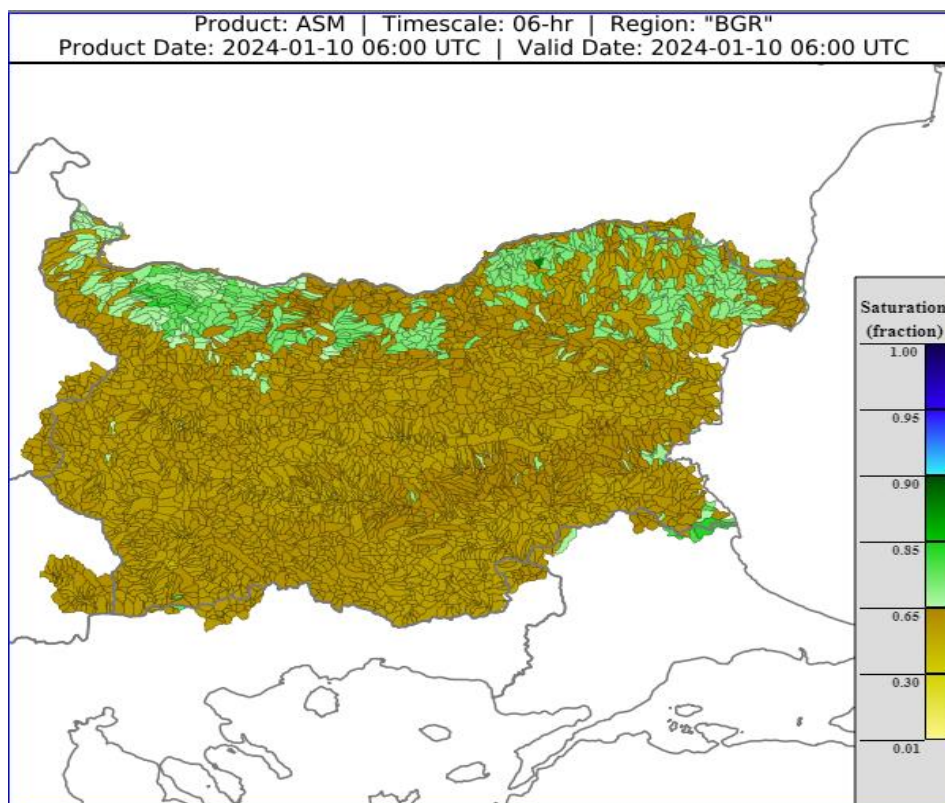 Product: ASM | Timescale: 06-hr | Region: "BGR"
Product Date: 2024-01-10 06:00 UTC | Valid Date: 2024-01-10 06:00 UTC
Saturation
(fraction)
1.00
0.95
0.90
0.85
0.65
0.30
0.01